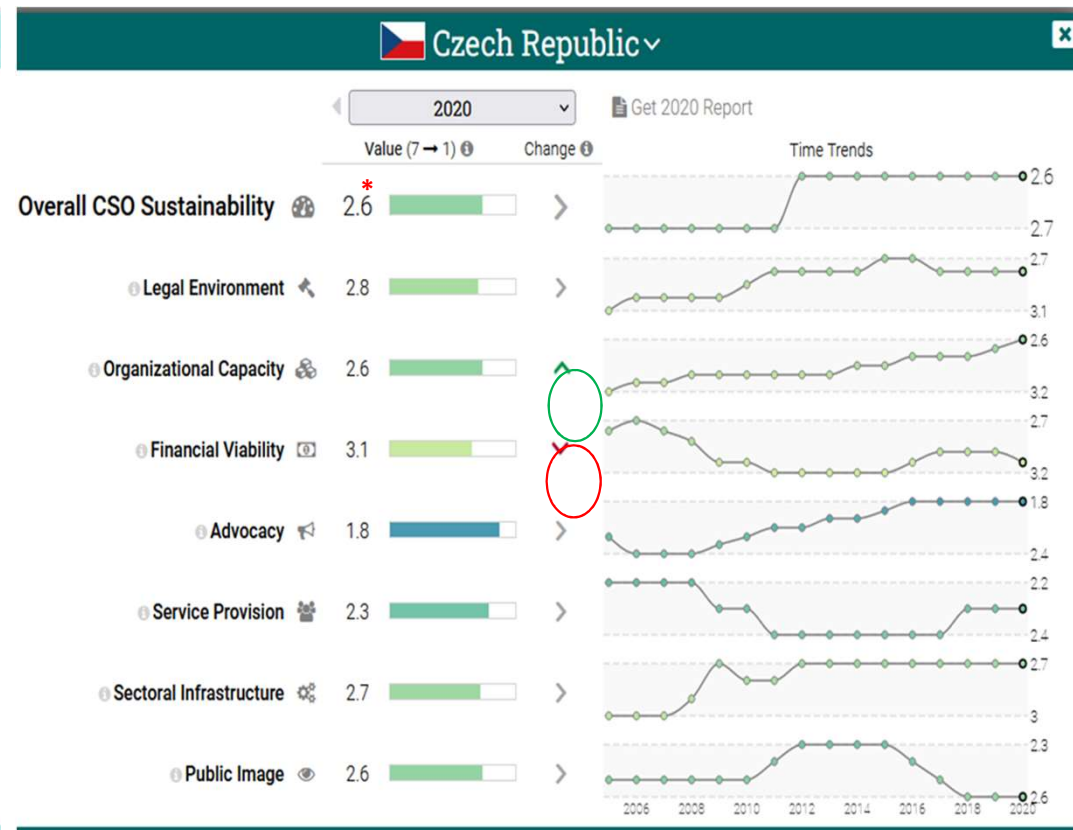 Czech Republic
x
2020
Get 2020 Report
Value (7 → 1)
Change
Time Trends
Overall CSO Sustainability 2.6 * 2.6
2.7
Legal Environment 2.8 2.7
3.1
Organizational Capacity 2.6 2.6
3.2
Financial Viability 3.1 2.7
3.2
Advocacy 1.8 1.8
2.4
Service Provision 2.3 2.2
2.4
Sectoral Infrastructure 2.7 2.7
3
Public Image 2.6 2.3
2.6
2006 2008 2010 2012 2014 2016 2018 2020